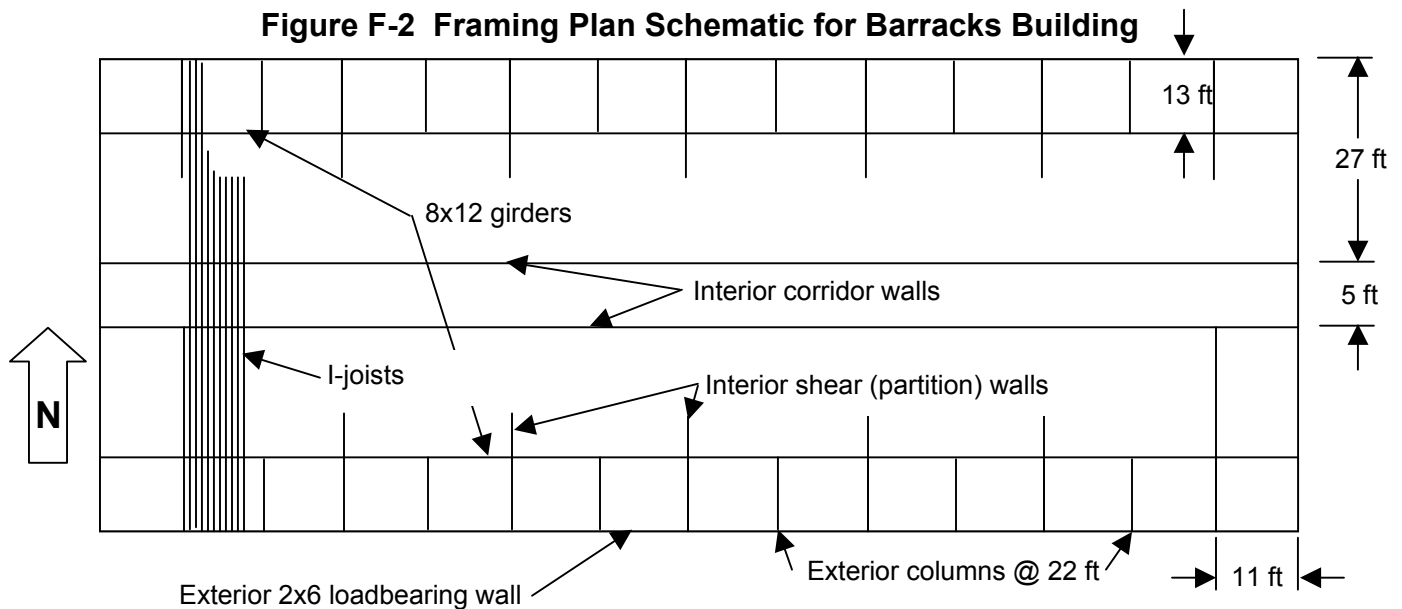 Figure F-2 Framing Plan Schematic for Barracks Building
13 ft
27 ft
8x12 girders
Interior corridor walls
5 ft
I-joists
Interior shear (partition) walls
N
Exterior columns @ 22 ft
11 ft
Exterior 2x6 loadbearing wall